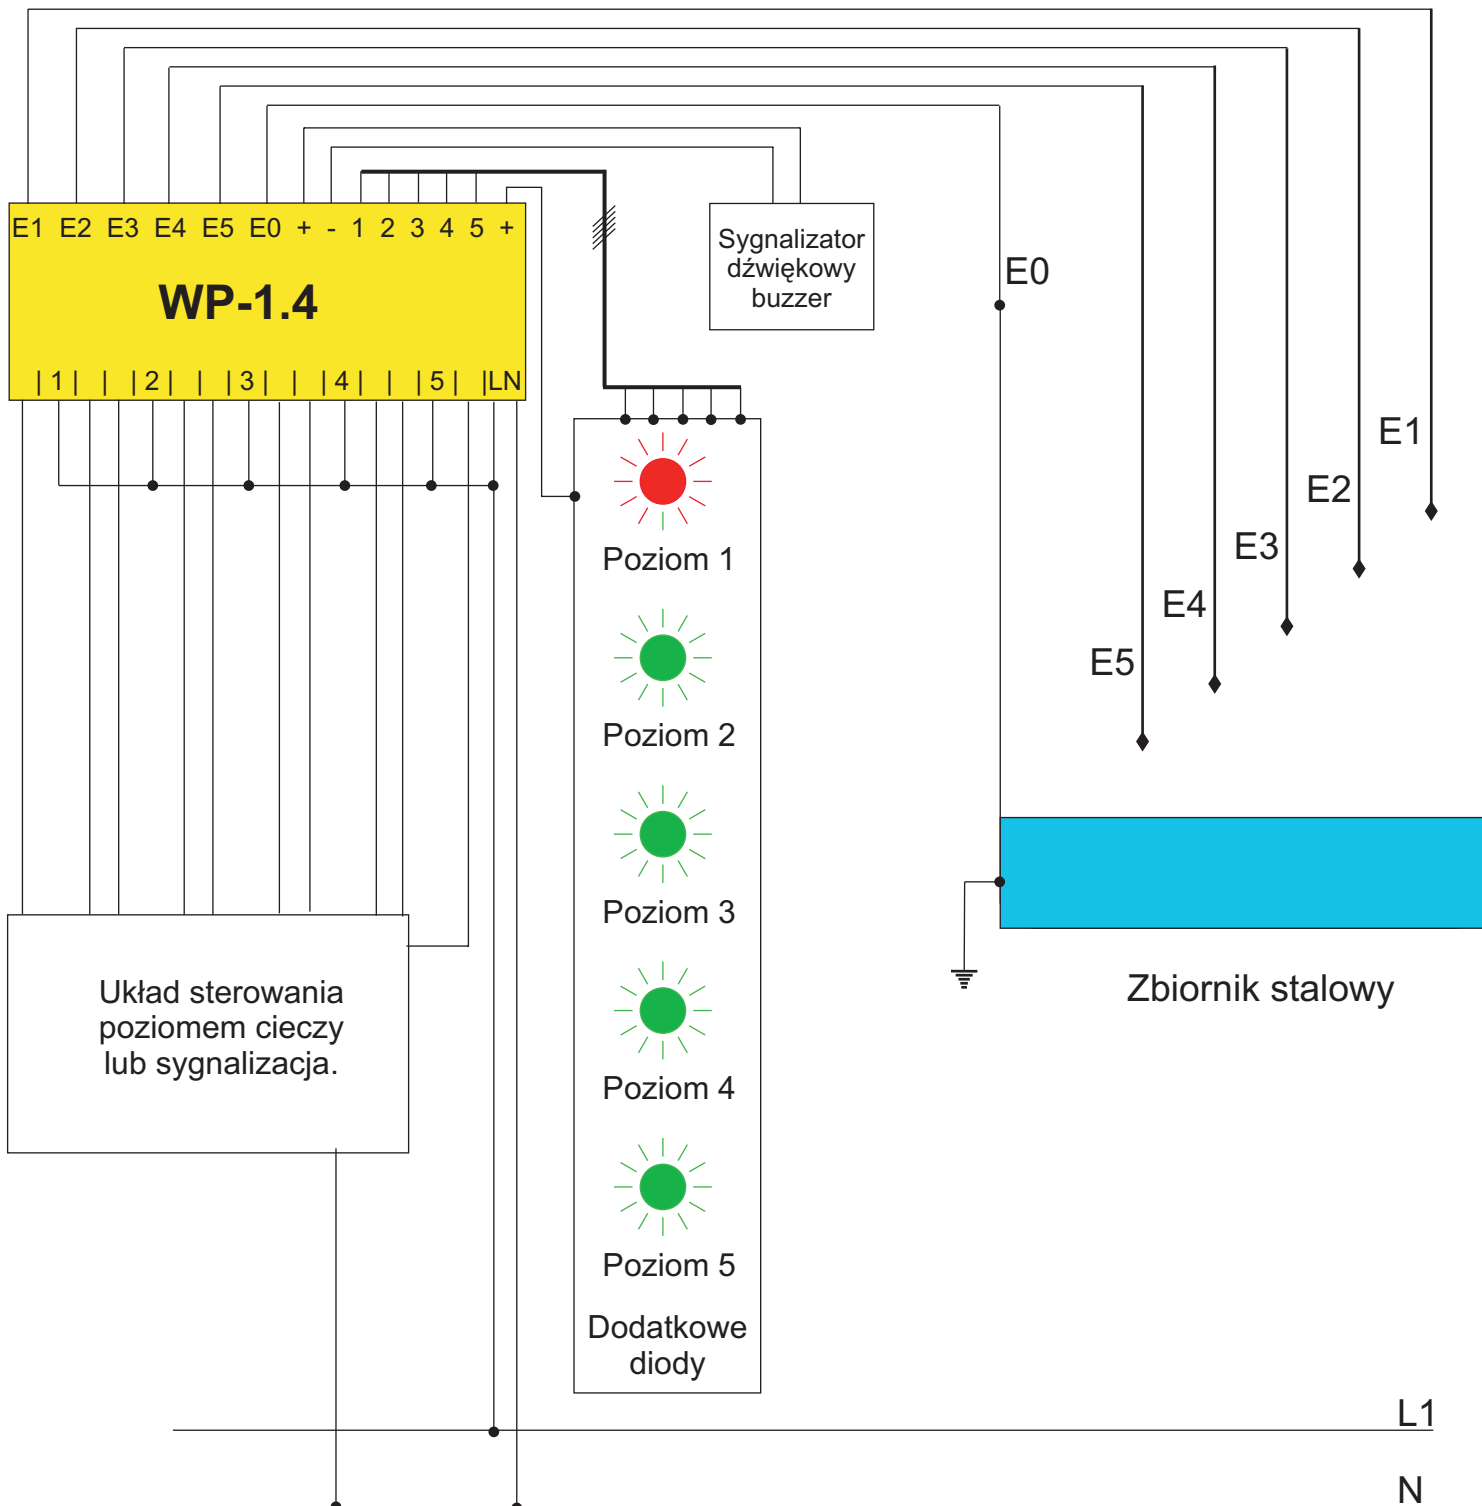 E1 E2 E3 E4 E5 E0 + - 1 2 3 4 5 +
WP-1.4
| 1 | | | 2 | | | 3 | | | 4 | | | 5 | | LN
Sygnalizator
dźwiękowy
buzzer
E0
E1
E2
E3
E4
E5
Poziom 1
Poziom 2
Poziom 3
Poziom 4
Poziom 5
Dodatkowe
diody
Układ sterowania
poziomem cieczy
lub sygnalizacja.
Zbiornik stalowy
L1
N